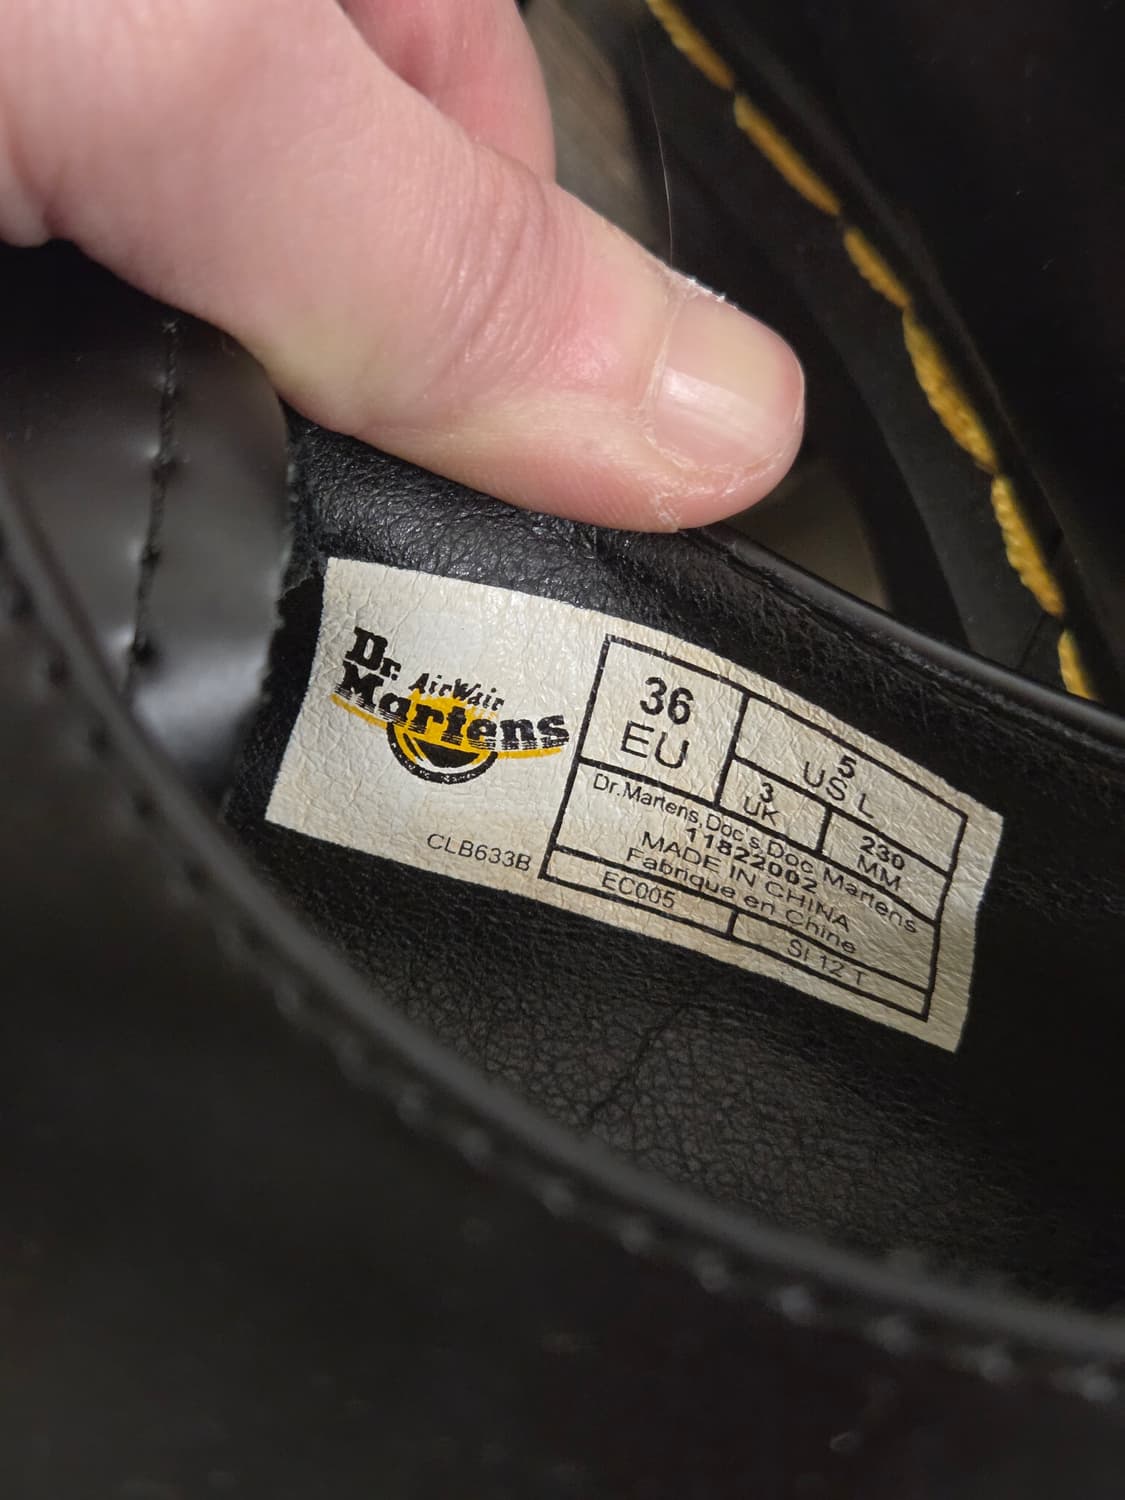 Dr.
Martens
AirWair
CLB633B
36
EU
5
US L
3
UK
230
MM
Dr.Martens,Doc's,Doc Martens
11822002
MADE IN CHINA
Fabrique en Chine
EC005
SI 12 T